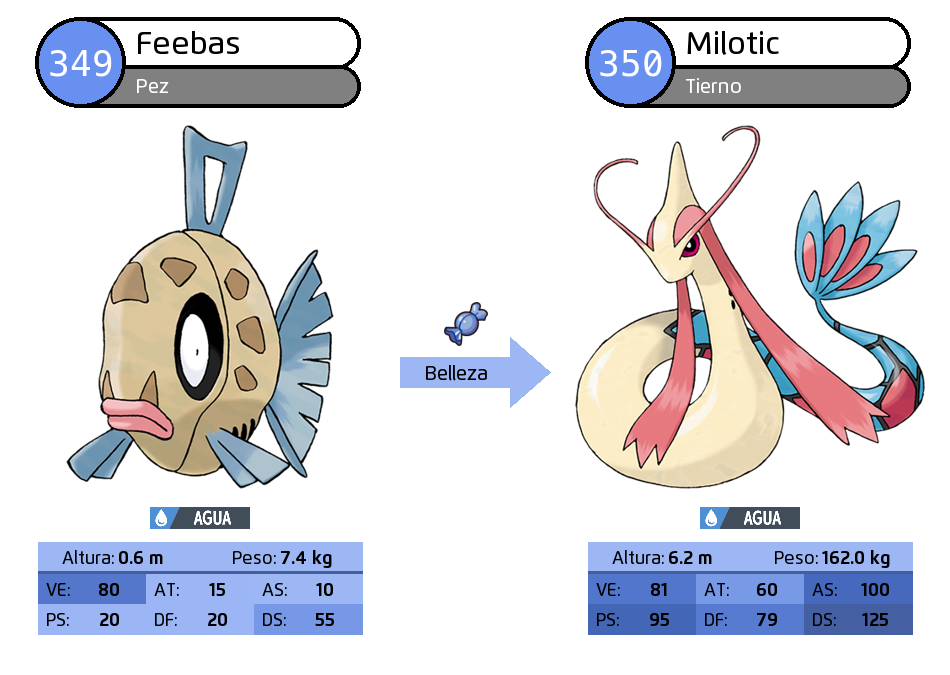 349 Feebas
Pez
350 Milotic
Tierno
Belleza
AGUA
Altura: 0.6 m Peso: 7.4 kg
VE: 80 AT: 15 AS: 10
PS: 20 DF: 20 DS: 55
AGUA
Altura: 6.2 m Peso: 162.0 kg
VE: 81 AT: 60 AS: 100
PS: 95 DF: 79 DS: 125